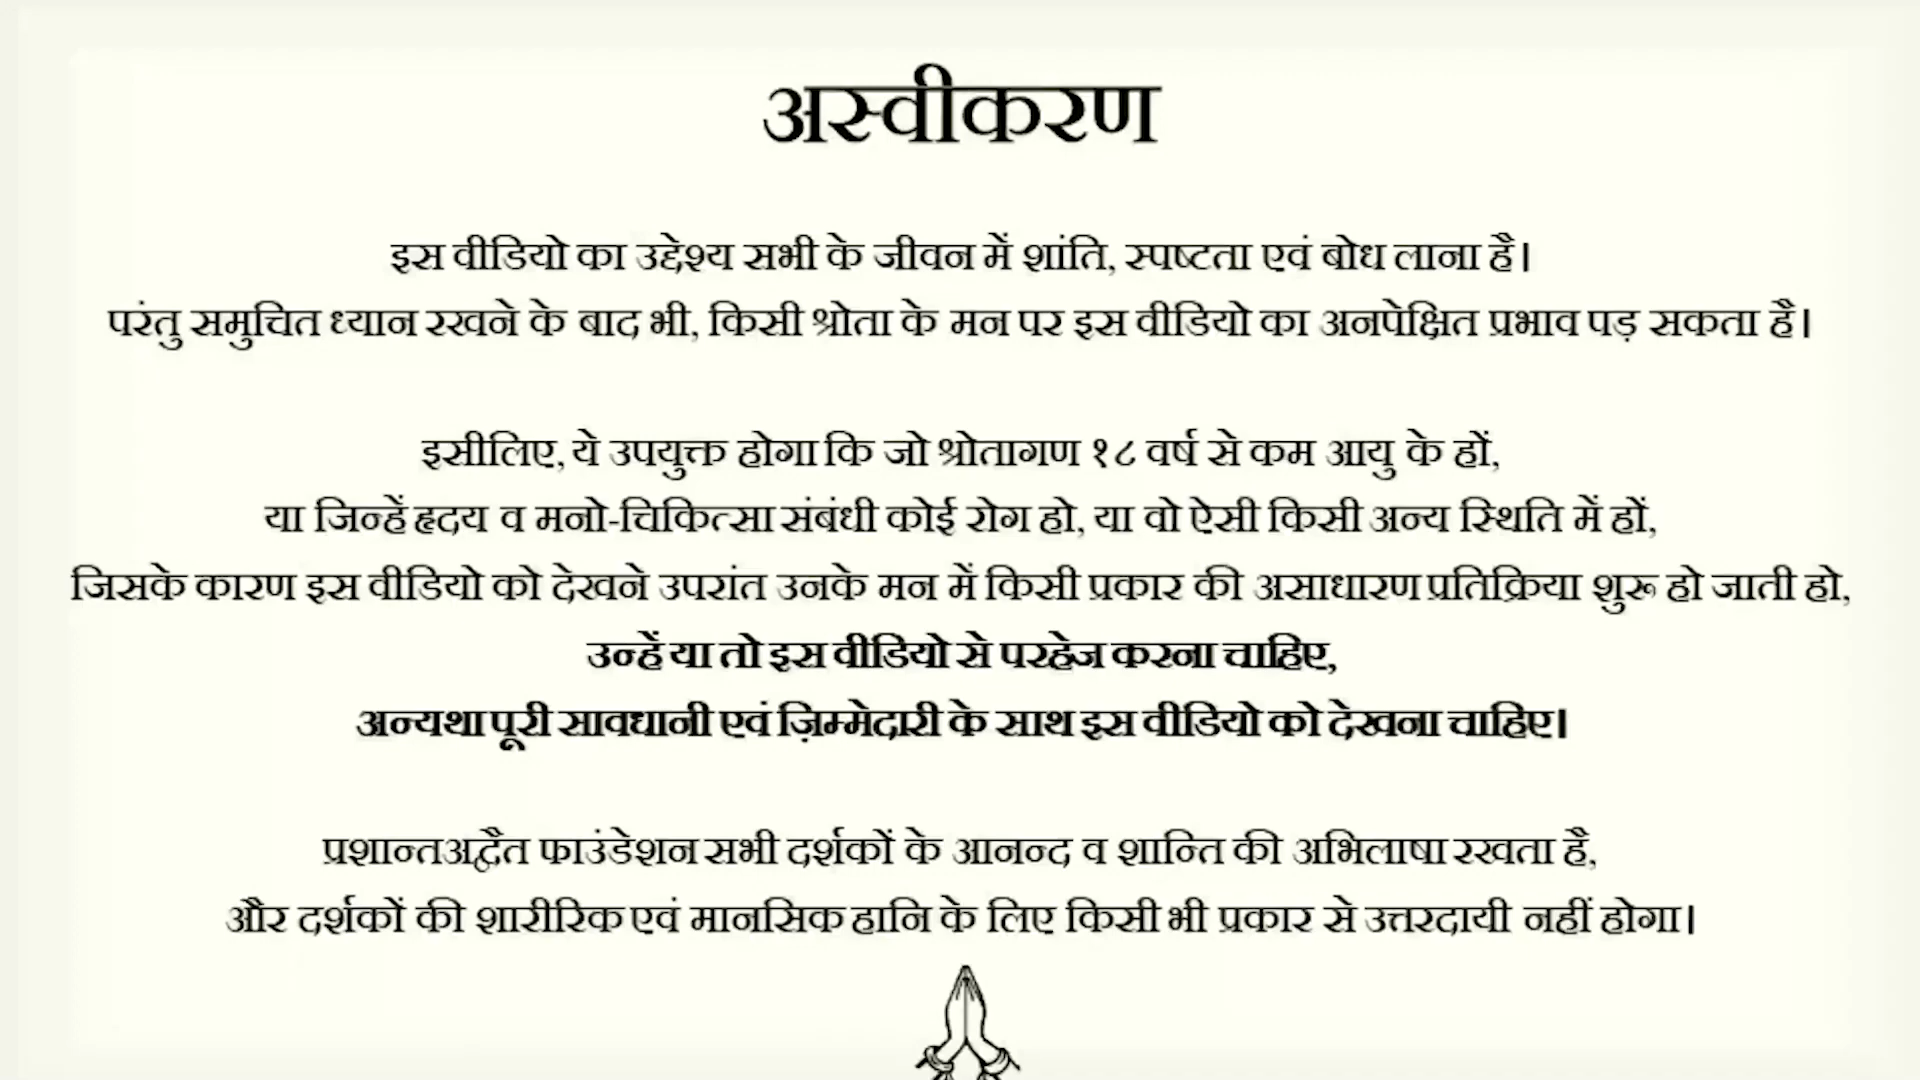 अस्वीकरण
इस वीडियो का उद्देश्य सभी के जीवन में शांति, स्पष्टता एवं बोध लाना है।
परंतु समुचित ध्यान रखने के बाद भी, किसी श्रोता के मन पर इस वीडियो का अनपेक्षित प्रभाव पड़ सकता है।
इसीलिए, ये उपयुक्त होगा कि जो श्रोतागण १८ वर्ष से कम आयु के हों,
या जिन्हें हृदय व मनो-चिकित्सा संबंधी कोई रोग हो, या वो ऐसी किसी अन्य स्थिति में हों,
जिसके कारण इस वीडियो को देखने उपरांत उनके मन में किसी प्रकार की असाधारण प्रतिक्रिया शुरू हो जाती हो,
उन्हें या तो इस वीडियो से परहेज करना चाहिए,
अन्यथा पूरी सावधानी एवं ज़िम्मेदारी के साथ इस वीडियो को देखना चाहिए।
प्रशान्तअद्वैत फाउंडेशन सभी दर्शकों के आनन्द व शान्ति की अभिलाषा रखता है,
और दर्शकों की शारीरिक एवं मानसिक हानि के लिए किसी भी प्रकार से उत्तरदायी नहीं होगा।